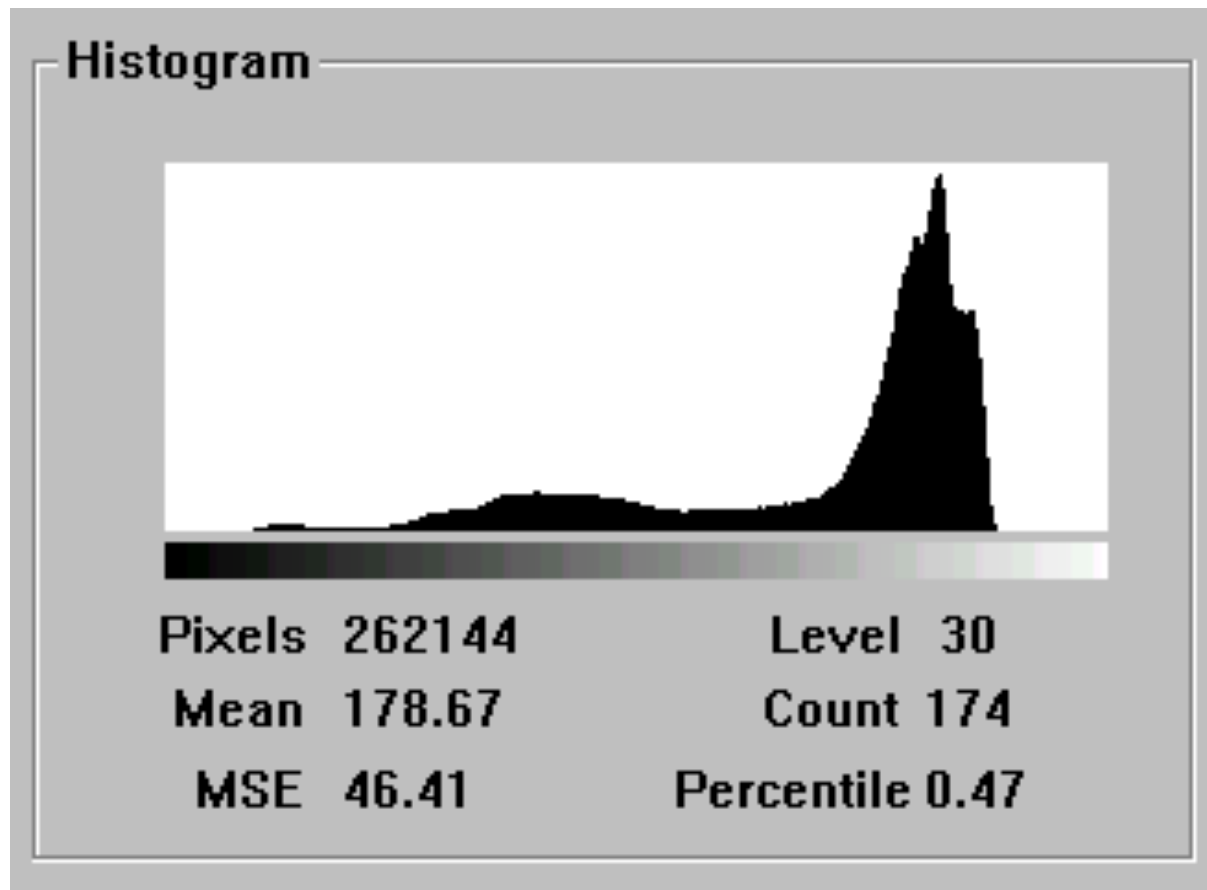 Histogram
Pixels 262144 Level 30
Mean 178.67 Count 174
MSE 46.41 Percentile 0.47